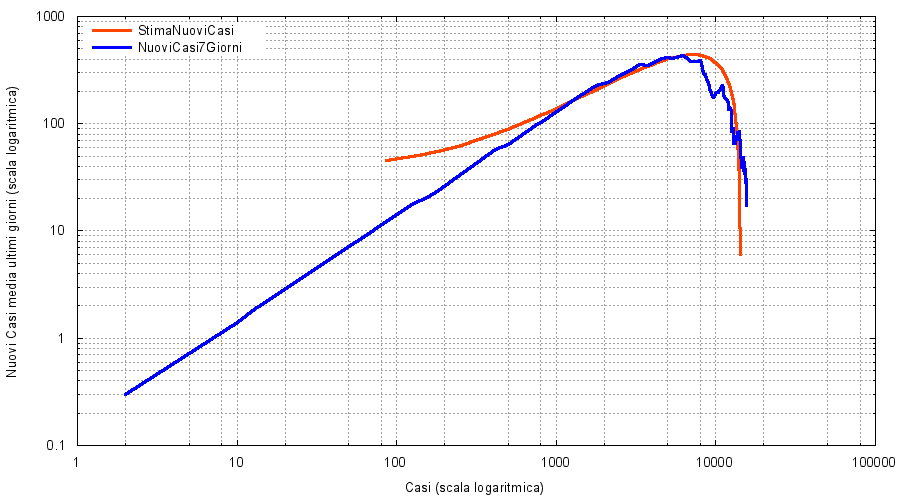 1000
StimaNuoviCasi
NuoviCasi7Giorni
100
10
1
0.1
Nuovi Casi media ultimi giorni (scala logaritmica)
1 10 100 1000 10000 100000
Casi (scala logaritmica)